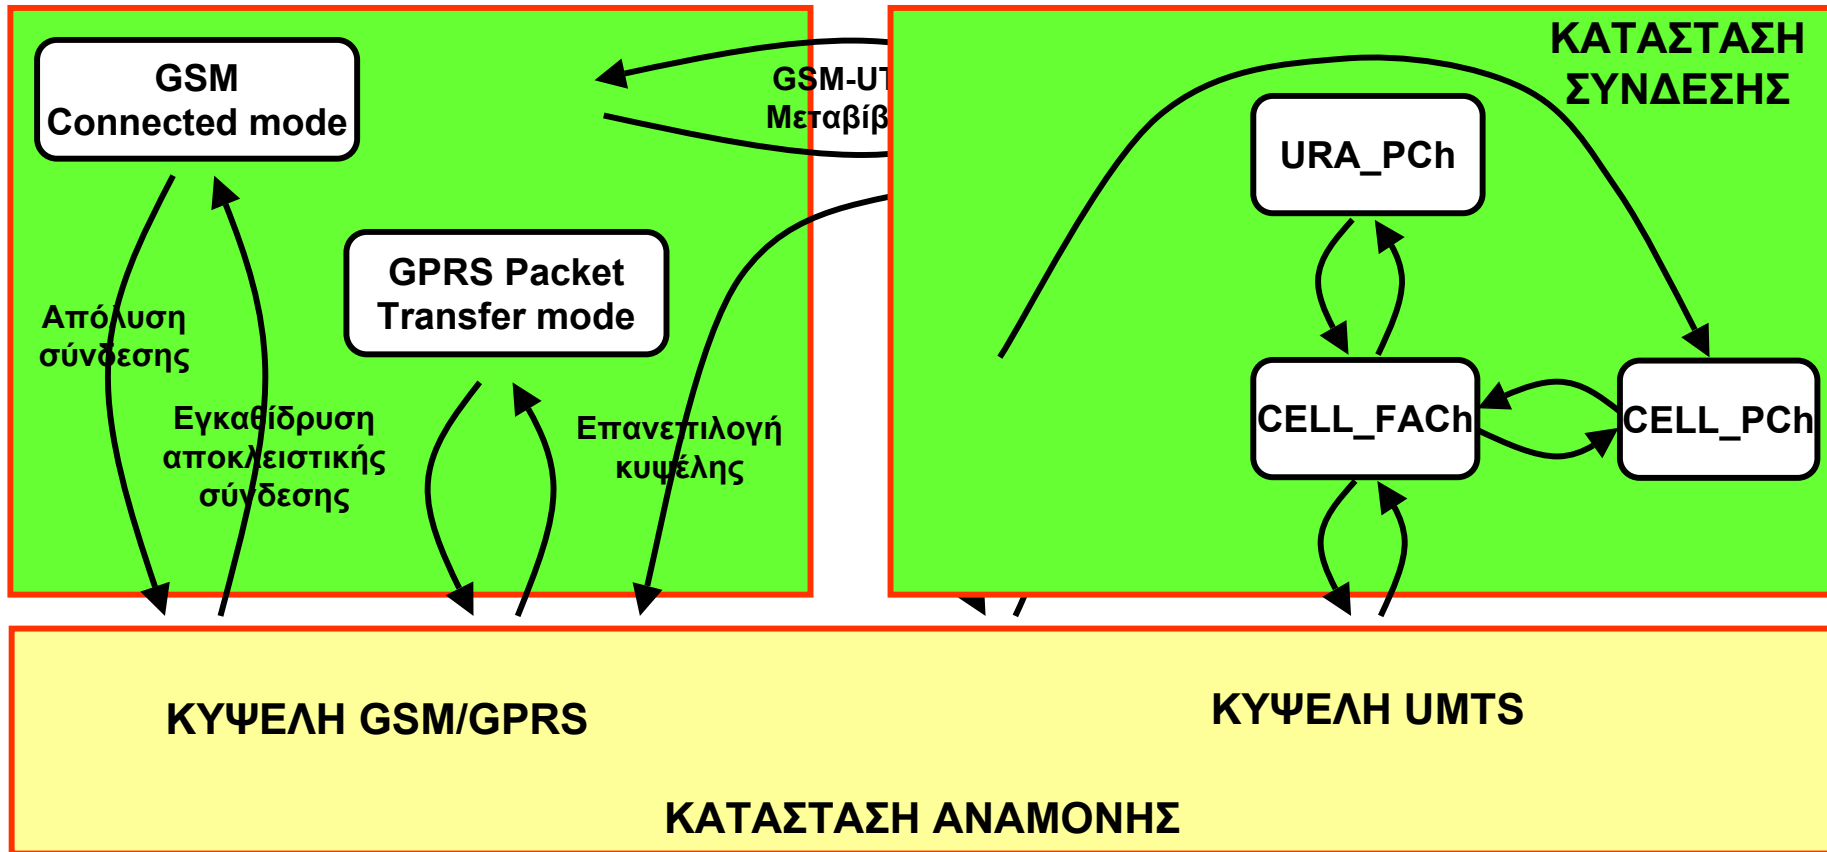 GSM
Connected mode
GSM-UT
Μεταβίβ
ΚΑΤΑΣΤΑΣΗ
ΣΥΝΔΕΣΗΣ
URA_PCh
GPRS Packet
Transfer mode
Απόλυση
σύνδεσης
Εγκαθίδρυση
αποκλειστικής
σύνδεσης
Επανεπιλογή
κυψέλης
CELL_FACh
CELL_PCh
ΚΥΨΕΛΗ GSM/GPRS
ΚΥΨΕΛΗ UMTS
ΚΑΤΑΣΤΑΣΗ ΑΝΑΜΟΝΗΣ